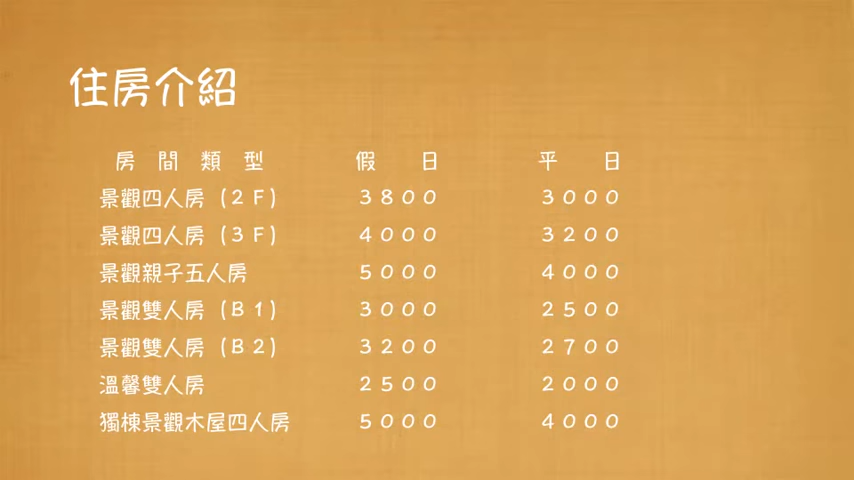 住房介紹
房間類型 假日 平日
景觀四人房（2F） 3800 3000
景觀四人房（3F） 4000 3200
景觀親子五人房 5000 4000
景觀雙人房（B1） 3000 2500
景觀雙人房（B2） 3200 2700
溫馨雙人房 2500 2000
獨棟景觀木屋四人房 5000 4000